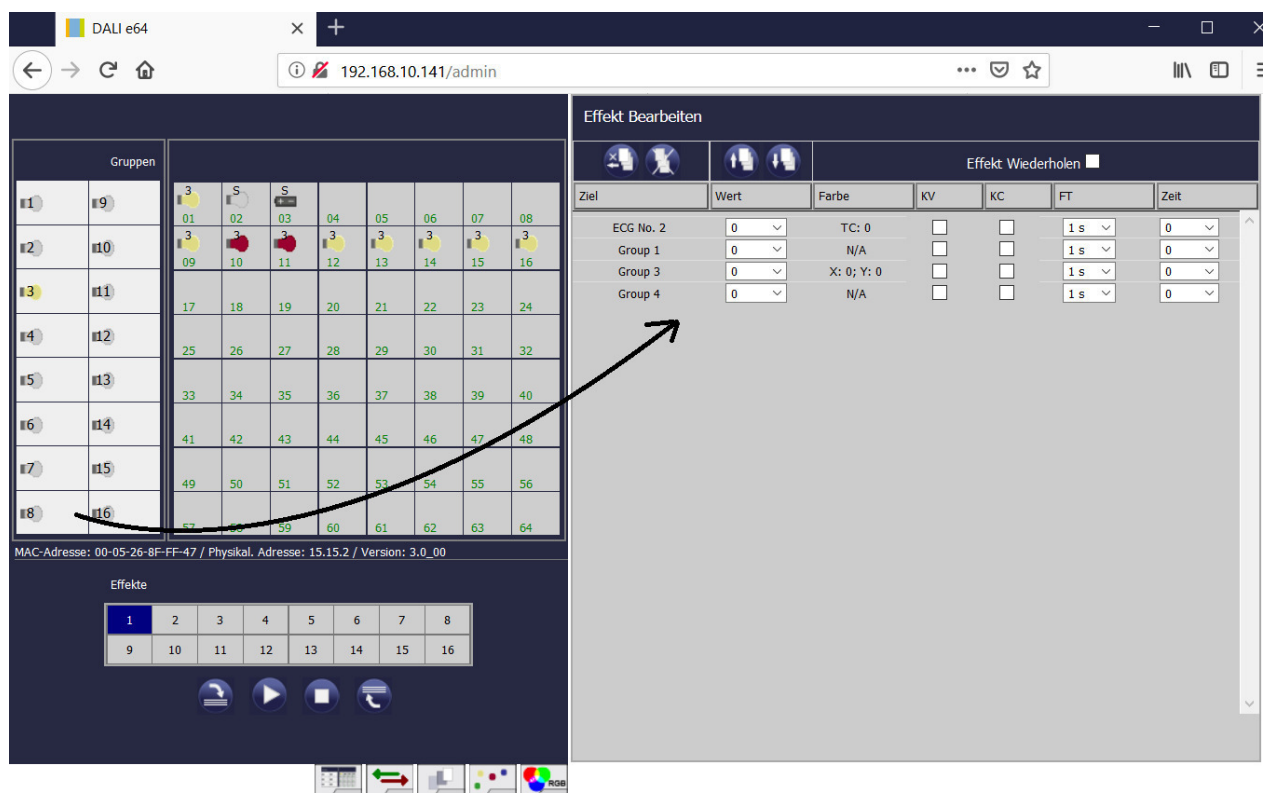 DALI e64
192.168.10.141/admin
Effekt Bearbeiten
Effekt Wiederholen
Gruppen
1 9
2 10
3 11
4 12
5 13
6 14
7 15
8 16
3 S S
01 02 03 04 05 06 07 08
3 3 3 3 3 3 3 3
09 10 11 12 13 14 15 16
17 18 19 20 21 22 23 24
25 26 27 28 29 30 31 32
33 34 35 36 37 38 39 40
41 42 43 44 45 46 47 48
49 50 51 52 53 54 55 56
57 58 59 60 61 62 63 64
MAC-Adresse: 00-05-26-8F-FF-47 / Physikal. Adresse: 15.15.2 / Version: 3.0_00
Effekte
1 2 3 4 5 6 7 8
9 10 11 12 13 14 15 16
RGB
Ziel Wert Farbe KV KC FT Zeit
ECG No. 2 0 TC: 0 1 s 0
Group 1 0 N/A 1 s 0
Group 3 0 X: 0; Y: 0 1 s 0
Group 4 0 N/A 1 s 0